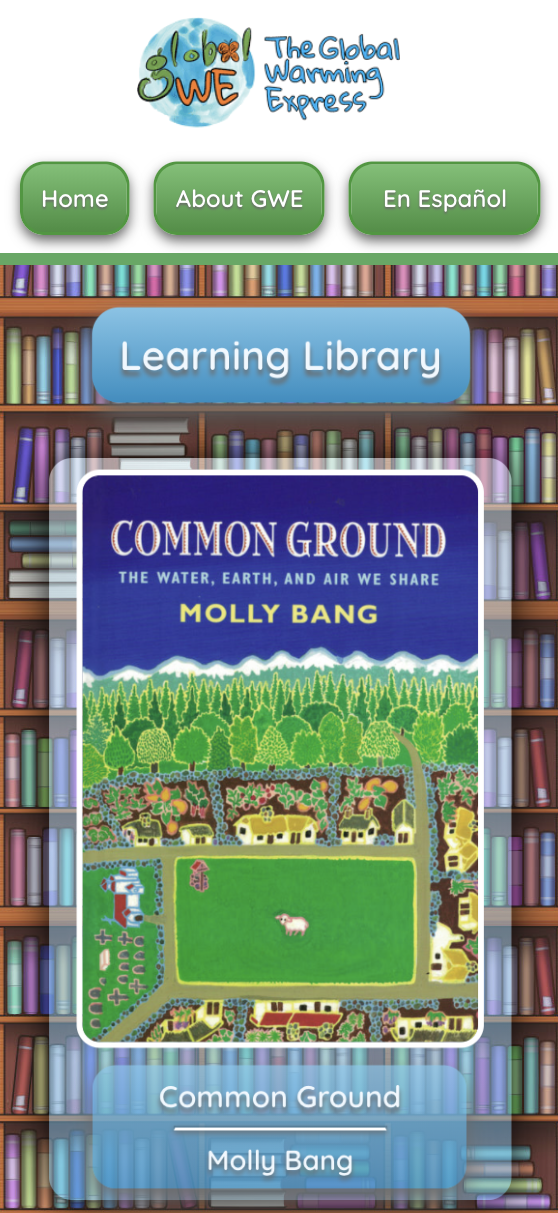 global
GWE
The Global
Warming
Express
Home
About GWE
En Español
Learning Library
COMMON GROUND
THE WATER, EARTH, AND AIR WE SHARE
MOLLY BANG
Common Ground
Molly Bang